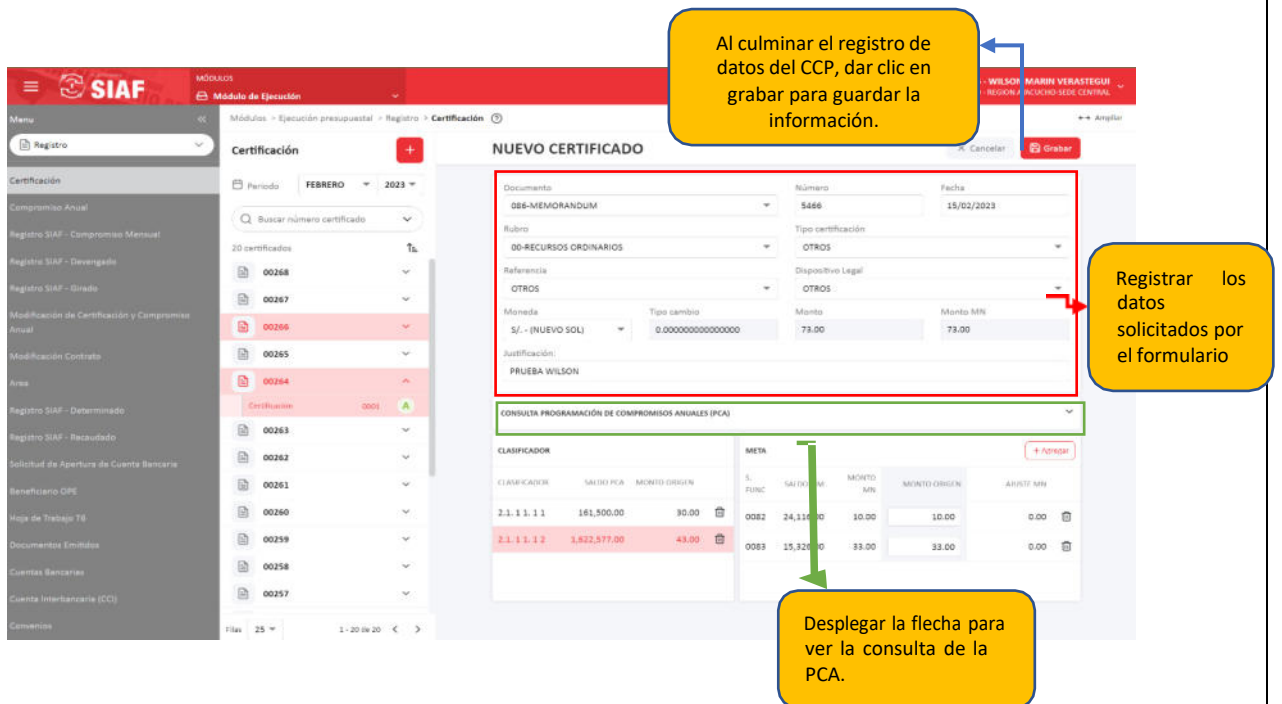 Al culminar el registro de
datos del CCP, dar clic en
grabar para guardar la
información.
SIAF
MÓDULOS
Módulo de Ejecución
- WILSON MARIN VERASTEGUI
- REGION AYACUCHO-SEDE CENTRAL
Menu
Módulos > Ejecución presupuestal > Registro > Certificación
Ampliar
Registro
Certificación
Compromiso Anual
Registro SIAF - Compromiso Mensual
Registro SIAF - Devengado
Registro SIAF - Girado
Modificación de Certificación y Compromiso
Anual
Modificación Contrato
Area
Registro SIAF - Determinado
Registro SIAF - Recaudado
Solicitud de Apertura de Cuenta Bancaria
Beneficiario OPE
Hoja de Trabajo T6
Documentos Emitidos
Cuentas Bancarias
Cuenta Interbancaria (CCI)
Convenios
Certificación
+
Periodo FEBRERO 2023
Buscar número certificado
20 certificados
00268
00267
00266
00265
00264
Certificacion 0001 A
00263
00262
00261
00260
00259
00258
00257
Filas 25 1 - 20 de 20
NUEVO CERTIFICADO
Cancelar
Grabar
Documento Número Fecha
086-MEMORANDUM 5466 15/02/2023
Rubro Tipo certificación
00-RECURSOS ORDINARIOS OTROS
Referencia Dispositivo Legal
OTROS OTROS
Moneda Tipo cambio Monto Monto MN
S/. - (NUEVO SOL) 0.000000000000000 73.00 73.00
Justificación:
PRUEBA WILSON
CONSULTA PROGRAMACIÓN DE COMPROMISOS ANUALES (PCA)
CLASIFICADOR
CLASIFICADOR SALDO PCA MONTO ORIGEN
2.1. 1 1. 1 1 161,500.00 30.00
2.1. 1 1. 1 2 1,622,577.00 43.00
META
+ Agregar
S.
FUNC
MONTO
MN
MONTO ORIGEN AJUSTE MN
0082 10.00 10.00 0.00
0083 33.00 33.00 0.00
Registrar los
datos
solicitados por
el formulario
Desplegar la flecha para
ver la consulta de la
PCA.